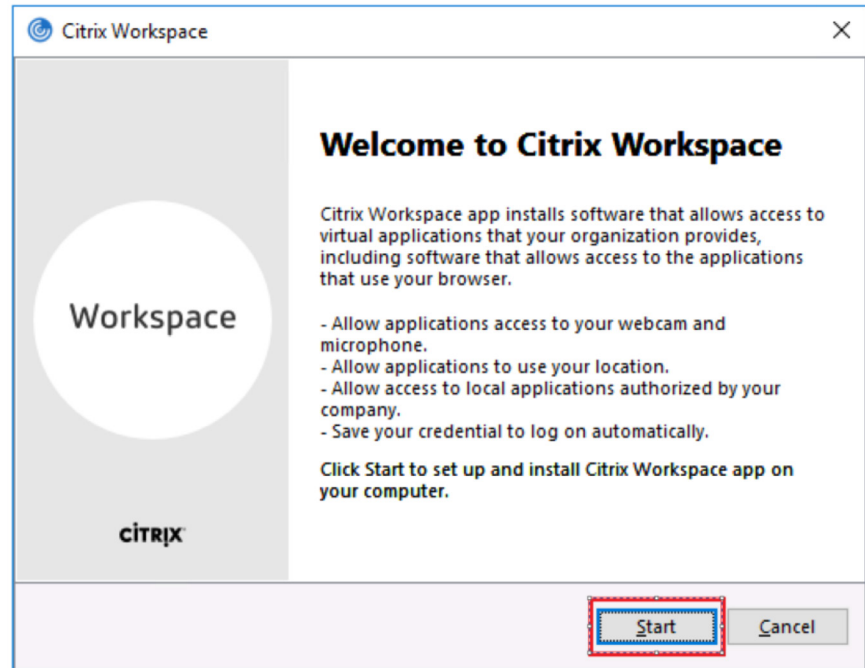 Citrix Workspace
Welcome to Citrix Workspace
Citrix Workspace app installs software that allows access to
virtual applications that your organization provides,
including software that allows access to the applications
that use your browser.
- Allow applications access to your webcam and
microphone.
- Allow applications to use your location.
- Allow access to local applications authorized by your
company.
- Save your credential to log on automatically.
Click Start to set up and install Citrix Workspace app on
your computer.
Workspace
CİTRIX
Start
Cancel